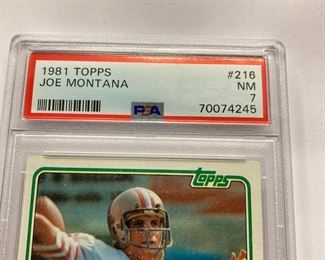 1981 TOPPS #216
JOE MONTANA NM
PSA 7
70074245
topps